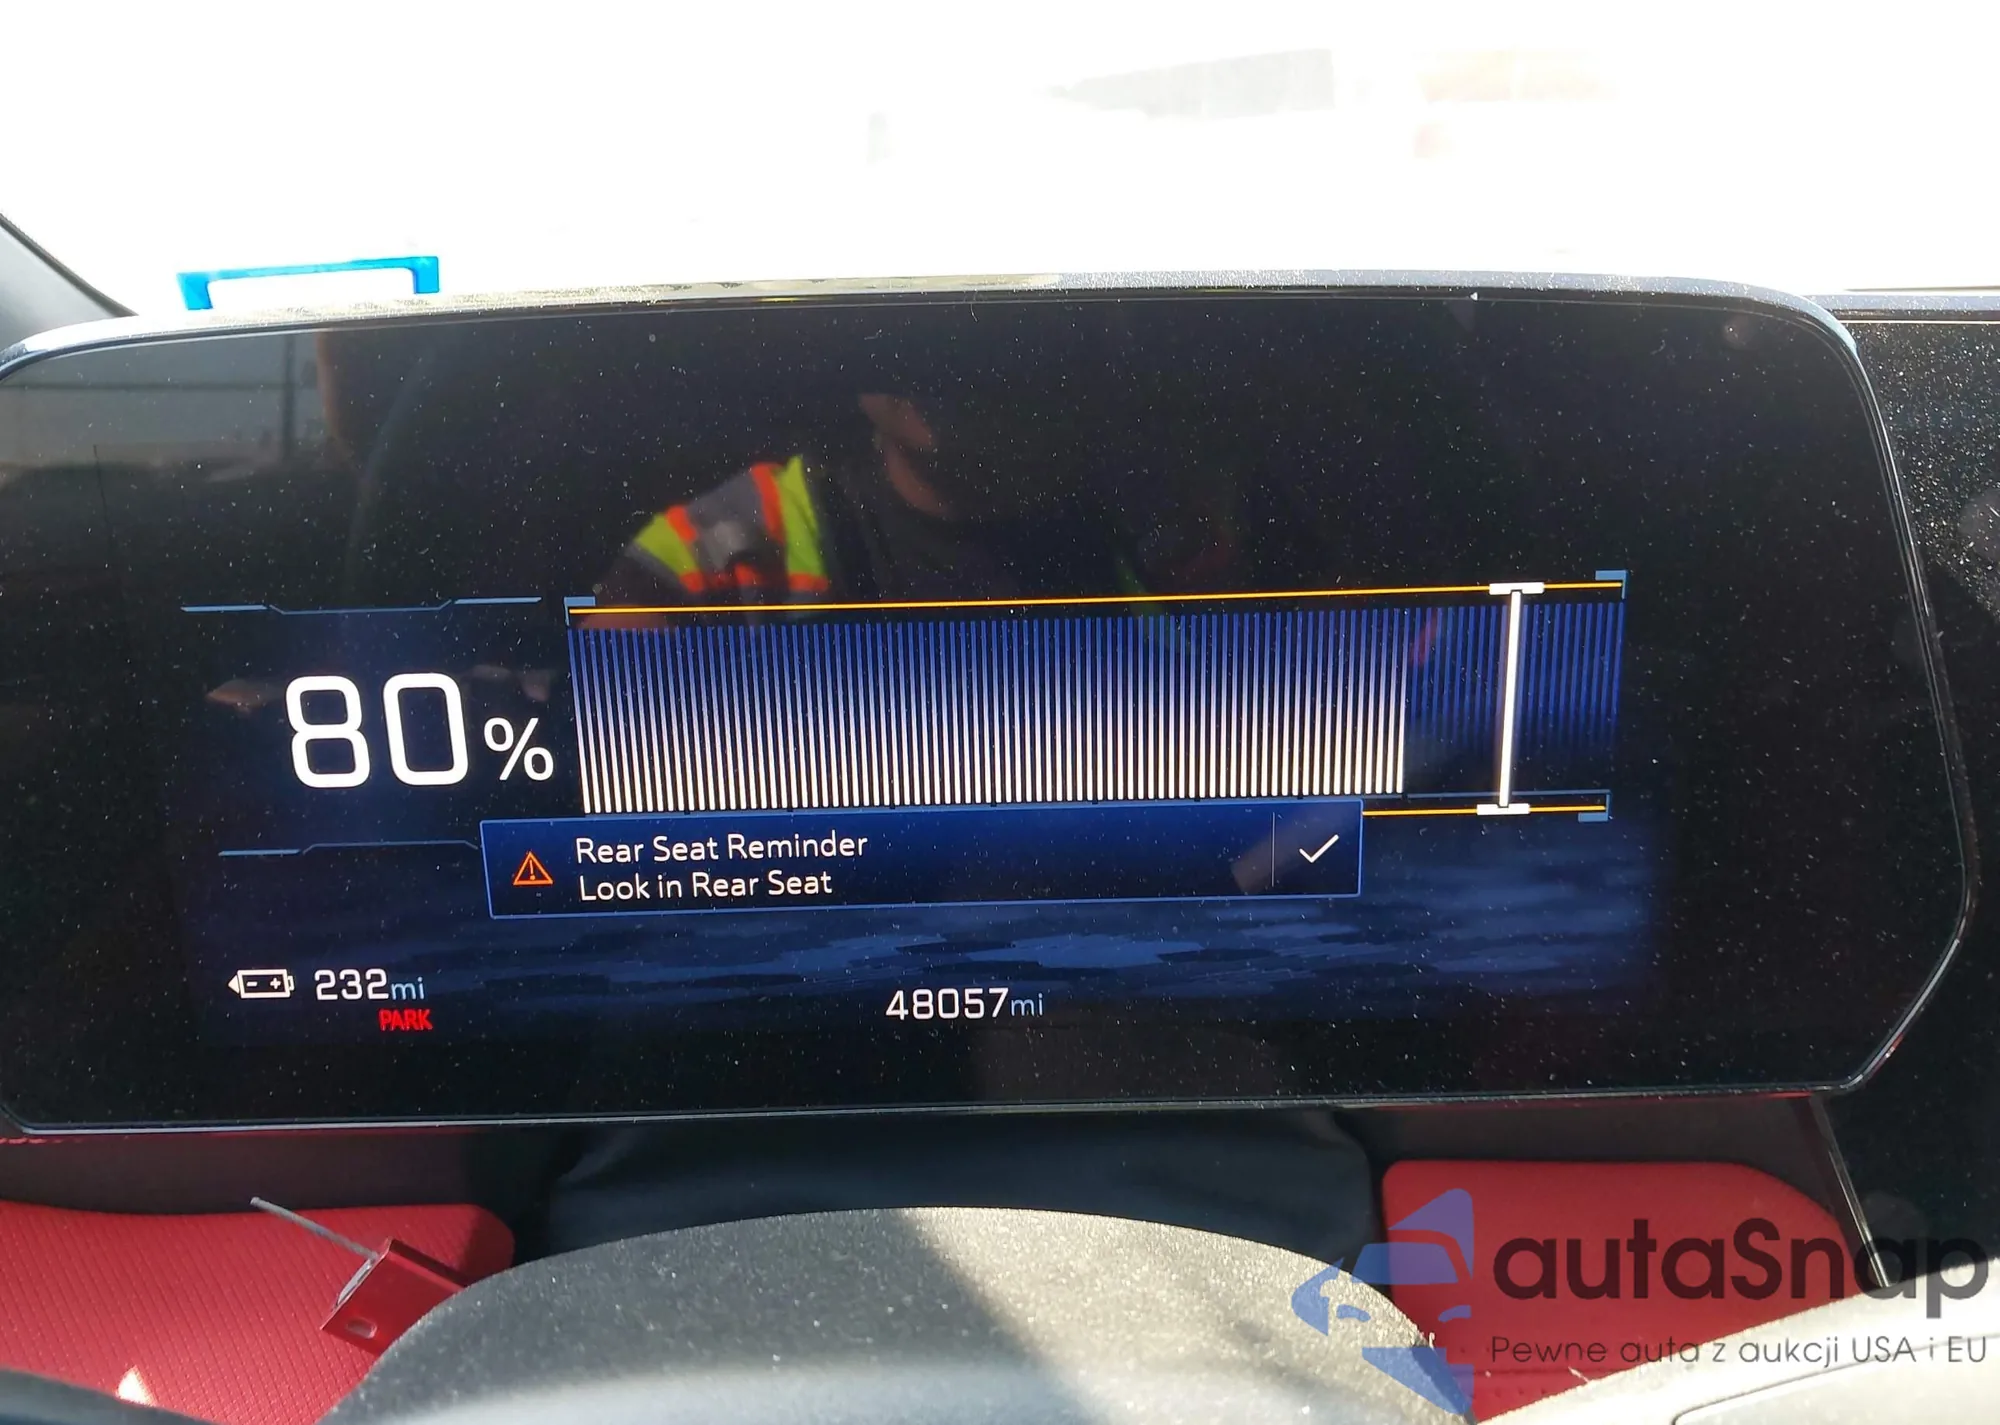 80%
Rear Seat Reminder
Look in Rear Seat
232mi
PARK
48057mi
autaSnap
Pewne auta z aukcji USA i EU